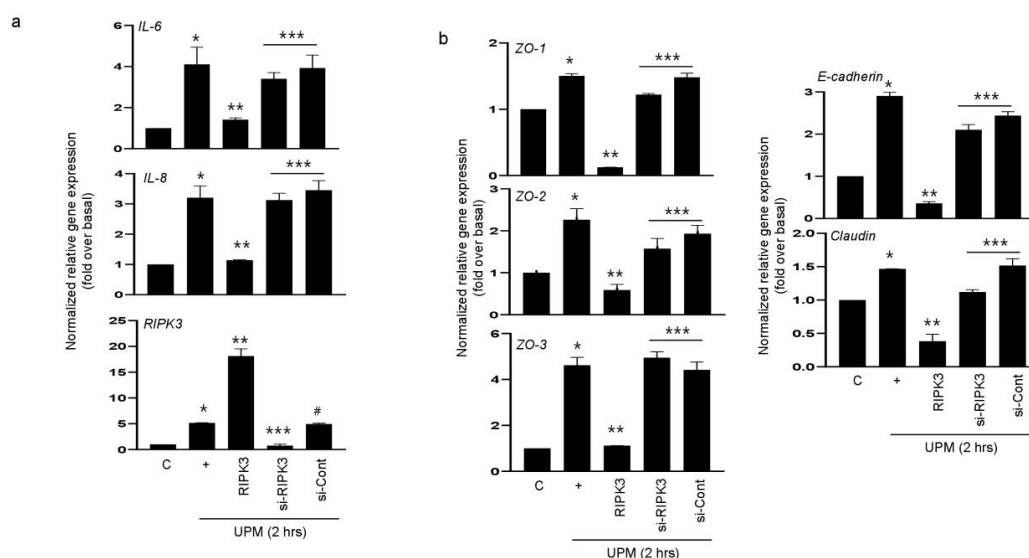 a
IL-6
6
4
2
0
*
**
***
IL-8
4
3
2
1
0
*
**
***
RIPK3
25
20
15
10
5
0
*
**
***
#
Normalized relative gene expression
(fold over basal)
C
+
RIPK3
si-RIPK3
si-Cont
UPM (2 hrs)
b
ZO-1
2
1
0
*
**
***
ZO-2
3
2
1
0
*
**
***
ZO-3
6
4
2
0
*
**
***
Normalized relative gene expression
(fold over basal)
C
+
RIPK3
si-RIPK3
si-Cont
UPM (2 hrs)
E-cadherin
3
2
1
0
*
**
***
Claudin
2.0
1.5
1.0
0.5
0.0
*
**
***
Normalized relative gene expression
(fold over basal)
C
+
RIPK3
si-RIPK3
si-Cont
UPM (2 hrs)